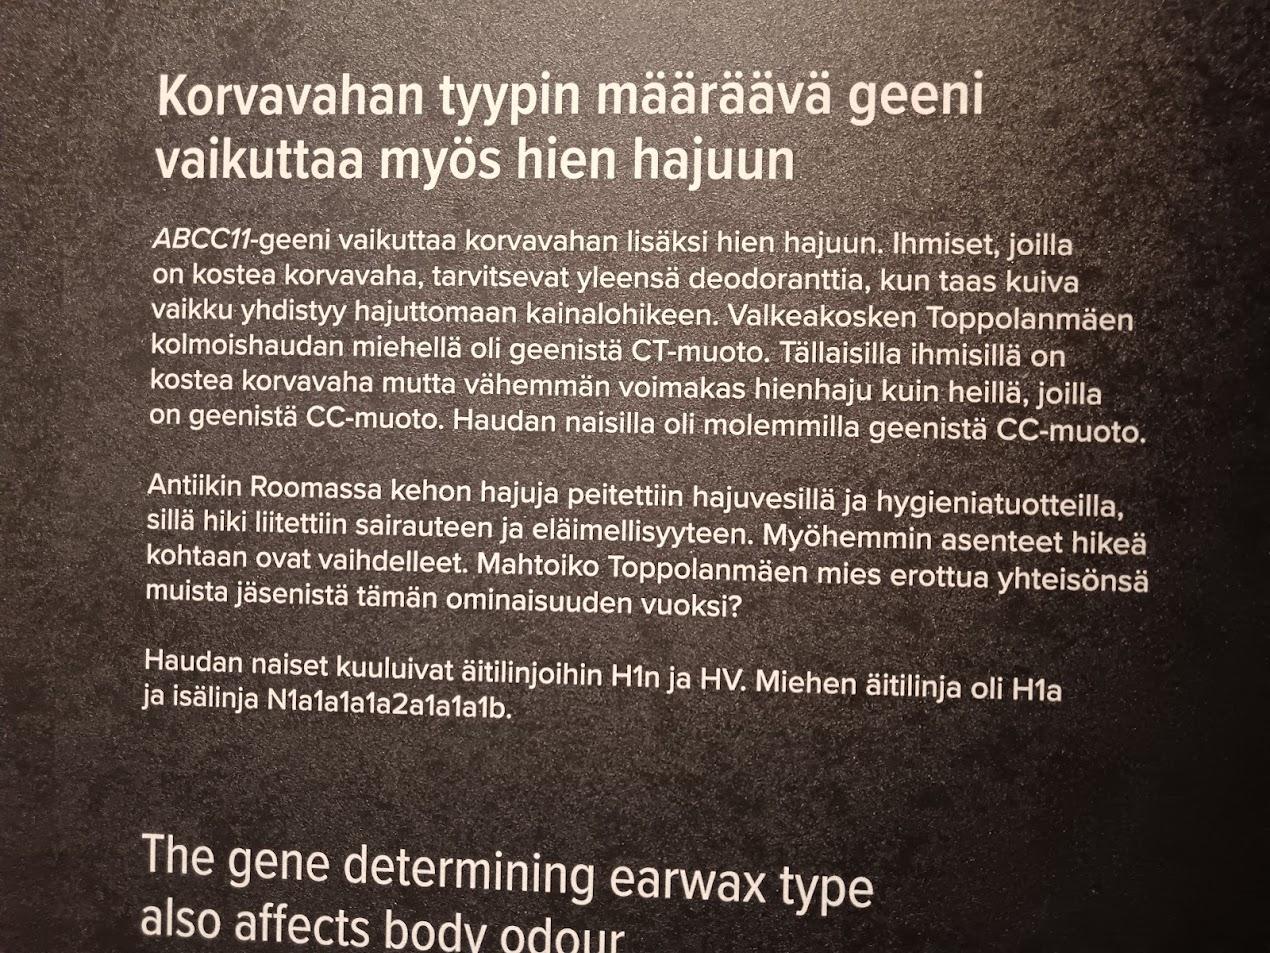 Korvavahan tyypin määräävä geeni
vaikuttaa myös hien hajuun
ABCC11-geeni vaikuttaa korvavahan lisäksi hien hajuun. Ihmiset, joilla
on kostea korvavaha, tarvitsevat yleensä deodoranttia, kun taas kuiva
vaikku yhdistyy hajuttomaan kainalohikeen. Valkeakosken Toppolanmäen
kolmoishaudan miehellä oli geenistä CT-muoto. Tällaisilla ihmisillä on
kostea korvavaha mutta vähemmän voimakas hienhaju kuin heillä, joilla
on geenistä CC-muoto. Haudan naisilla oli molemmilla geenistä CC-muoto.
Antiikin Roomassa kehon hajuja peitettiin hajuvesillä ja hygieniatuotteilla,
sillä hiki liitettiin sairauteen ja eläimellisyyteen. Myöhemmin asenteet hikeä
kohtaan ovat vaihdelleet. Mahtoiko Toppolanmäen mies erottua yhteisönsä
muista jäsenistä tämän ominaisuuden vuoksi?
Haudan naiset kuuluivat äitilinjoihin H1n ja HV. Miehen äitilinja oli H1a
ja isälinja N1a1a1a1a2a1a1a1b.
The gene determining earwax type
also affects body odour